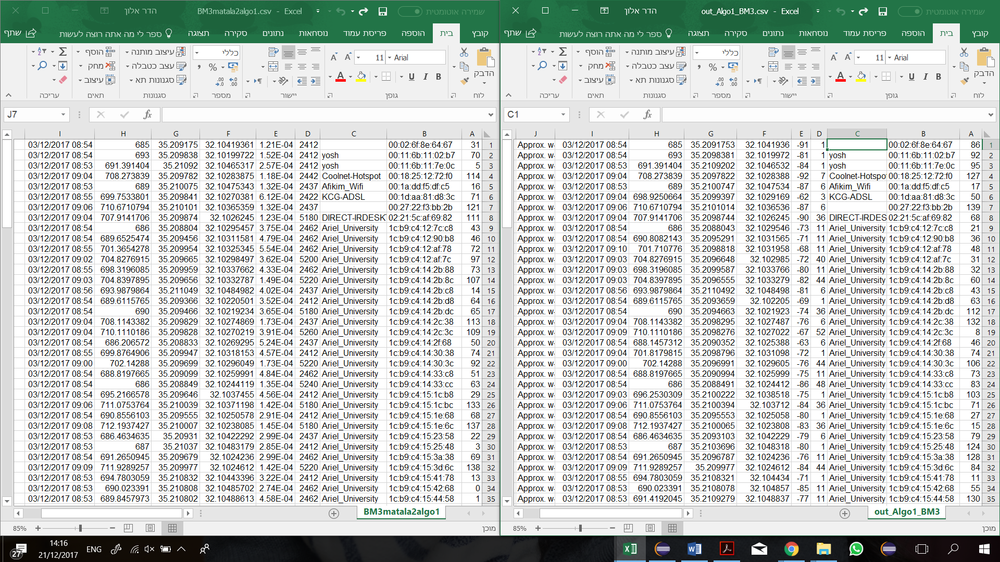 הדר אלון
BM3matala2algo1.csv - Excel
שמירה אוטומטית
קובץ בית הוספה פריסת עמוד נוסחאות נתונים סקירה תצוגה ספר לי מה אתה רוצה לעשות שתף
הדבק Arial 11 כללי עיצוב מותנה הוסף
עצב כטבלה מחק
סגנונות תא עיצוב
לוח גופן יישור מספר סגנונות תאים עריכה
J7 fx
I H G F E D C B A
03/12/2017 08:54 685 35.209175 32.10419361 1.21E-04 2412 00:02:6f:8e:64:67 31 1
03/12/2017 08:54 693 35.209838 32.10199722 1.52E-04 2412 yosh 00:11:6b:11:02:b7 70 2
03/12/2017 08:53 691.391404 35.21092 32.10465317 2.57E-04 2412 yosh 00:11:6b:11:7e:0c 5 3
03/12/2017 09:04 708.273839 35.209782 32.10283875 1.18E-04 2442 Coolnet-Hotspot 00:18:25:12:72:f0 114 4
03/12/2017 08:53 689 35.210075 32.10475343 1.32E-04 2437 Afikim_Wifi 00:1a:dd:f5:df:c5 16 5
03/12/2017 08:55 699.7533801 35.209841 32.10270381 6.12E-04 2422 KCG-ADSL 00:1d:aa:81:d8:3c 71 6
03/12/2017 09:06 710.6710794 35.210101 32.10365359 1.32E-04 2437 00:27:22:f3:bb:2b 121 7
03/12/2017 09:04 707.9141706 35.209874 32.1026245 1.23E-04 5180 DIRECT-IRDESK 02:21:5c:af:69:82 111 8
03/12/2017 08:54 686 35.208804 32.10295457 3.75E-04 2462 Ariel_University 1c:b9:c4:12:7c:c8 43 9
03/12/2017 08:54 689.6525474 35.209456 32.10311581 4.79E-04 2462 Ariel_University 1c:b9:c4:12:90:b8 46 10
03/12/2017 08:55 701.3654278 35.209954 32.10325345 5.54E-04 2462 Ariel_University 1c:b9:c4:12:af:78 72 11
03/12/2017 09:02 704.8276915 35.209665 32.10298497 3.62E-04 5200 Ariel_University 1c:b9:c4:12:af:7c 97 12
03/12/2017 08:55 698.3196085 35.209959 32.10337662 4.33E-04 2462 Ariel_University 1c:b9:c4:14:2b:88 73 13
03/12/2017 09:03 704.8397895 35.209656 32.10332787 1.49E-04 5220 Ariel_University 1c:b9:c4:14:2b:8c 107 14
03/12/2017 08:56 693.9879864 35.211049 32.10484982 4.02E-04 2437 Ariel_University 1c:b9:c4:14:2b:c8 14 15
03/12/2017 08:54 689.6115765 35.209366 32.10220501 3.52E-04 2412 Ariel_University 1c:b9:c4:14:2b:d8 64 16
03/12/2017 08:54 690 35.209466 32.10219234 3.65E-04 5180 Ariel_University 1c:b9:c4:14:2b:dc 65 17
03/12/2017 09:04 708.1143382 35.209829 32.10274869 1.73E-04 2437 Ariel_University 1c:b9:c4:14:2c:38 113 18
03/12/2017 09:04 710.1110186 35.209828 32.10270219 3.91E-04 5260 Ariel_University 1c:b9:c4:14:2c:3c 109 19
03/12/2017 08:54 686.206572 35.208833 32.10269295 5.24E-04 2437 Ariel_University 1c:b9:c4:14:2f:68 50 20
03/12/2017 08:55 699.8764906 35.209947 32.10318153 4.57E-04 2412 Ariel_University 1c:b9:c4:14:30:38 74 21
03/12/2017 09:00 702.14288 35.209699 32.10296049 1.73E-04 5220 Ariel_University 1c:b9:c4:14:30:3c 92 22
03/12/2017 08:54 688.8197665 35.209099 32.10259991 4.84E-04 2462 Ariel_University 1c:b9:c4:14:33:c8 51 23
03/12/2017 08:54 686 35.208849 32.10244119 1.35E-04 5240 Ariel_University 1c:b9:c4:14:33:cc 63 24
03/12/2017 08:54 695.2166578 35.209646 32.1037455 4.56E-04 2412 Ariel_University 1c:b9:c4:15:1c:b8 29 25
03/12/2017 09:06 711.0753764 35.210039 32.10371198 1.42E-04 5180 Ariel_University 1c:b9:c4:15:1c:bc 133 26
03/12/2017 08:54 690.8556103 35.209555 32.10250578 2.91E-04 2412 Ariel_University 1c:b9:c4:15:1e:68 68 27
03/12/2017 09:08 712.1937427 35.210007 32.10238085 1.45E-04 5180 Ariel_University 1c:b9:c4:15:1e:6c 137 28
03/12/2017 08:53 686.4634635 35.20931 32.10422292 2.99E-04 2437 Ariel_University 1c:b9:c4:15:23:58 22 29
03/12/2017 08:53 687 35.21037 32.10483179 2.85E-04 2412 Ariel_University 1c:b9:c4:15:25:48 3 30
03/12/2017 08:54 691.2650945 35.209679 32.1024236 2.99E-04 2462 Ariel_University 1c:b9:c4:15:3a:38 69 31
03/12/2017 09:09 711.9289257 35.209977 32.1024612 1.42E-04 5220 Ariel_University 1c:b9:c4:15:3d:6c 138 32
03/12/2017 08:53 694.7803059 35.210832 32.10443396 3.22E-04 2412 Ariel_University 1c:b9:c4:15:41:78 13 33
03/12/2017 08:53 690.023391 35.210808 32.10485702 2.74E-04 2462 Ariel_University 1c:b9:c4:15:42:68 0 34
03/12/2017 08:53 689.8457973 35.210802 32.10488613 4.58E-04 2462 Ariel_University 1c:b9:c4:15:44:58 1 35
BM3matala2algo1
85% מוכן
הדר אלון
out_Algo1_BM3.csv - Excel
שמירה אוטומטית
קובץ בית הוספה פריסת עמוד נוסחאות נתונים סקירה תצוגה ספר לי מה אתה רוצה לעשות שתף
הדבק Arial 11 כללי עיצוב מותנה הוסף
עצב כטבלה מחק
סגנונות תא עיצוב
לוח גופן יישור מספר סגנונות תאים עריכה
C1 fx
J I H G F E D C B A
Approx. w- 03/12/2017 08:54 685 35.2091753 32.1041936 -91 1 00:02:6f:8e:64:67 86 1
Approx. w- 03/12/2017 08:54 693 35.2098381 32.1019972 -81 1 yosh 00:11:6b:11:02:b7 92 2
Approx. w- 03/12/2017 08:53 691.391404 35.2109202 32.1046532 -84 1 yosh 00:11:6b:11:7e:0c 95 3
Approx. w- 03/12/2017 09:04 708.273839 35.2097822 32.1028388 -92 7 Coolnet-Hotspot 00:18:25:12:72:f0 127 4
Approx. w- 03/12/2017 08:53 689 35.2100747 32.1047534 -87 6 Afikim_Wifi 00:1a:dd:f5:df:c5 17 5
Approx. w- 03/12/2017 09:04 698.9250664 35.2099397 32.1029169 -62 3 KCG-ADSL 00:1d:aa:81:d8:3c 50 6
Approx. w- 03/12/2017 09:06 710.6710794 35.2101014 32.1036536 -87 6 00:27:22:f3:bb:2b 139 7
Approx. w- 03/12/2017 09:04 707.9141706 35.2098744 32.1026245 -90 36 DIRECT-IRDES 02:21:5c:af:69:82 68 8
Approx. w- 03/12/2017 08:54 686 35.2088043 32.1029546 -73 11 Ariel_University 1c:b9:c4:12:7c:c8 21 9
Approx. w- 03/12/2017 08:54 690.8082143 35.2095291 32.1031565 -71 11 Ariel_University 1c:b9:c4:12:90:b8 36 10
Approx. w- 03/12/2017 09:10 701.710776 35.2098818 32.1031958 -68 11 Ariel_University 1c:b9:c4:12:af:78 48 11
Approx. w- 03/12/2017 09:03 704.8276915 35.2096648 32.102985 -72 40 Ariel_University 1c:b9:c4:12:af:7c 31 12
Approx. w- 03/12/2017 09:03 698.3196085 35.2099587 32.1033766 -80 11 Ariel_University 1c:b9:c4:14:2b:88 32 13
Approx. w- 03/12/2017 09:03 704.8397895 35.2096555 32.1033279 -82 44 Ariel_University 1c:b9:c4:14:2b:8c 60 14
Approx. w- 03/12/2017 08:56 693.9879864 35.2110492 32.1048498 -81 6 Ariel_University 1c:b9:c4:14:2b:c8 43 15
Approx. w- 03/12/2017 08:54 689.6115765 35.2093659 32.102205 -69 1 Ariel_University 1c:b9:c4:14:2b:d8 63 16
Approx. w- 03/12/2017 08:54 690 35.2094663 32.1021923 -74 36 Ariel_University 1c:b9:c4:14:2b:dc 112 17
Approx. w- 03/12/2017 09:04 708.1143382 35.2098295 32.1027487 -76 6 Ariel_University 1c:b9:c4:14:2c:38 132 18
Approx. w- 03/12/2017 09:09 710.1110186 35.2098276 32.1027022 -67 52 Ariel_University 1c:b9:c4:14:2c:3c 8 19
Approx. w- 03/12/2017 08:54 688.1457312 35.2090352 32.1025388 -63 6 Ariel_University 1c:b9:c4:14:2f:68 46 20
Approx. w- 03/12/2017 09:04 701.8179815 35.2098796 32.1031098 -72 1 Ariel_University 1c:b9:c4:14:30:38 74 21
Approx. w- 03/12/2017 09:00 702.14288 35.2096991 32.1029605 -76 44 Ariel_University 1c:b9:c4:14:30:3c 106 22
Approx. w- 03/12/2017 08:54 688.8197665 35.2090994 32.1025999 -75 11 Ariel_University 1c:b9:c4:14:33:c8 73 23
Approx. w- 03/12/2017 08:54 686 35.2088491 32.1024412 -86 48 Ariel_University 1c:b9:c4:14:33:cc 83 24
Approx. w- 03/12/2017 09:03 696.2530309 35.2100222 32.1038518 -75 1 Ariel_University 1c:b9:c4:15:1c:b8 103 25
Approx. w- 03/12/2017 09:06 711.0753764 35.2100394 32.103712 -84 36 Ariel_University 1c:b9:c4:15:1c:bc 71 26
Approx. w- 03/12/2017 08:54 690.8556103 35.2095553 32.1025058 -80 1 Ariel_University 1c:b9:c4:15:1e:68 27 27
Approx. w- 03/12/2017 09:08 712.1937427 35.2100065 32.1023808 -83 36 Ariel_University 1c:b9:c4:15:1e:6c 15 28
Approx. w- 03/12/2017 08:54 686.4634635 35.2093103 32.1042229 -79 6 Ariel_University 1c:b9:c4:15:23:58 79 29
Approx. w- 03/12/2017 08:53 687 35.2103696 32.1048318 -80 1 Ariel_University 1c:b9:c4:15:25:48 124 30
Approx. w- 03/12/2017 08:54 691.2650945 35.2096787 32.1024236 -76 11 Ariel_University 1c:b9:c4:15:3a:38 128 31
Approx. w- 03/12/2017 09:09 711.9289257 35.209977 32.1024612 -84 44 Ariel_University 1c:b9:c4:15:3d:6c 84 32
Approx. w- 03/12/2017 08:55 694.7803059 35.2108321 32.104434 -71 1 Ariel_University 1c:b9:c4:15:41:78 11 33
Approx. w- 03/12/2017 08:53 690.023391 35.2108078 32.104857 -85 11 Ariel_University 1c:b9:c4:15:42:68 55 34
Approx. w- 03/12/2017 08:53 691.4192045 35.2109279 32.1048837 -77 11 Ariel_University 1c:b9:c4:15:44:58 130 35
out_Algo1_BM3
85% מוכן
27 14:16 ENG
21/12/2017